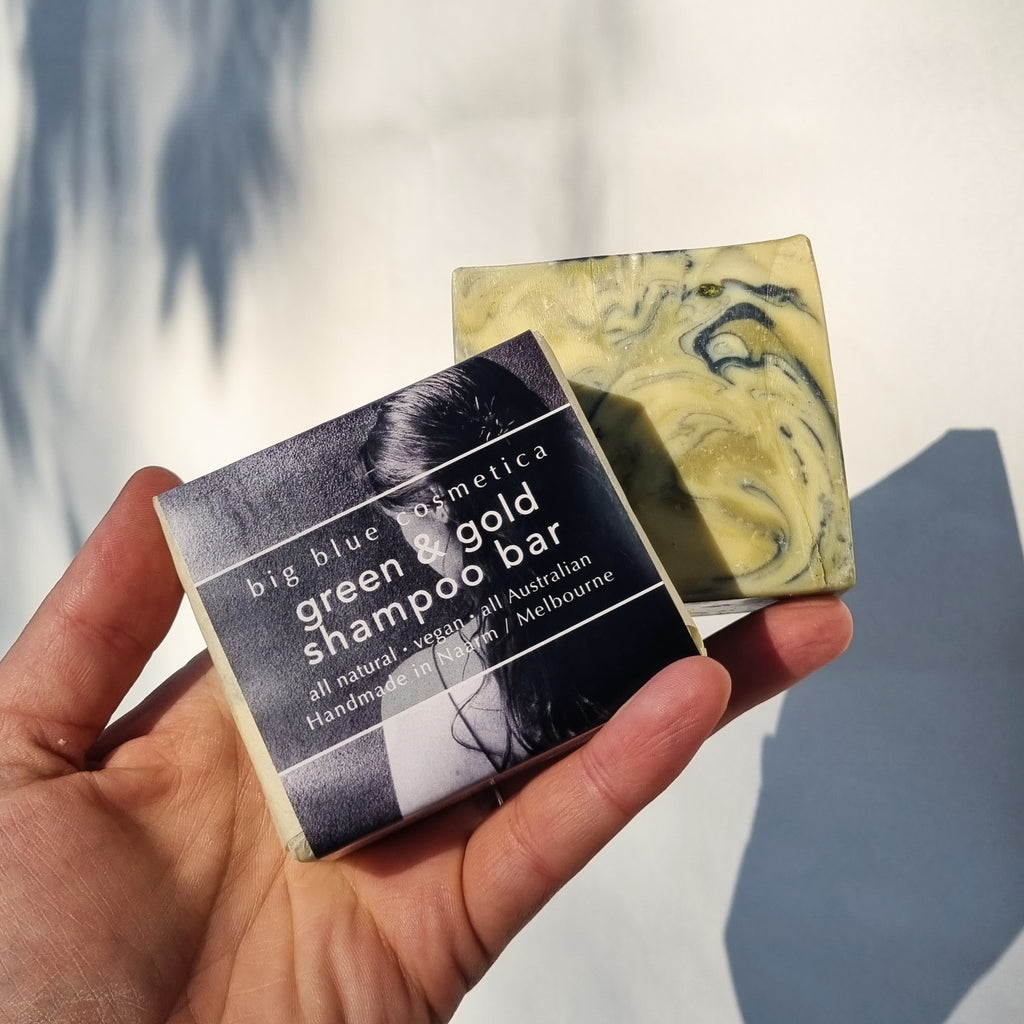 big blue cosmetica
green & gold
shampoo bar
all natural • vegan • all Australian
Handmade in Naarm / Melbourne